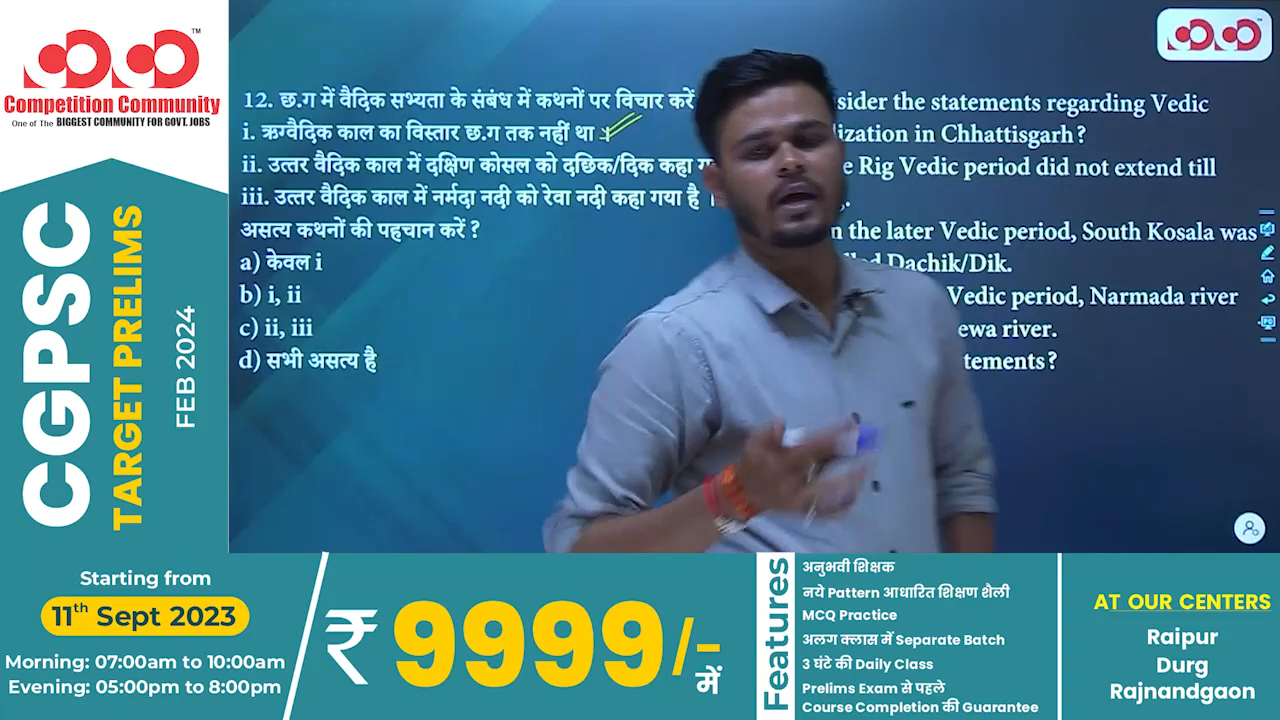 TM
Competition Community
One of The BIGGEST COMMUNITY FOR GOVT. JOBS
CGPSC
TARGET PRELIMS
FEB 2024
12. छ.ग में वैदिक सभ्यता के संबंध में कथनों पर विचार करें
i. ऋग्वैदिक काल का विस्तार छ.ग तक नहीं था
ii. उत्तर वैदिक काल में दक्षिण कोसल को दछिक/दिक कहा
iii. उत्तर वैदिक काल में नर्मदा नदी को रेवा नदी कहा गया है ।
असत्य कथनों की पहचान करें ?
a) केवल i
b) i, ii
c) ii, iii
d) सभी असत्य है
the statements regarding Vedic
in Chhattisgarh?
Rig Vedic period did not extend till
the later Vedic period, South Kosala was
Dachik/Dik.
Vedic period, Narmada river
river.
Starting from
11th Sept 2023
Morning: 07:00am to 10:00am
Evening: 05:00pm to 8:00pm
₹ 9999/- में
Features
अनुभवी शिक्षक
नये Pattern आधारित शिक्षण शैली
MCQ Practice
अलग क्लास में Separate Batch
3 घंटे की Daily Class
Prelims Exam से पहले
Course Completion की Guarantee
AT OUR CENTERS
Raipur
Durg
Rajnandgaon